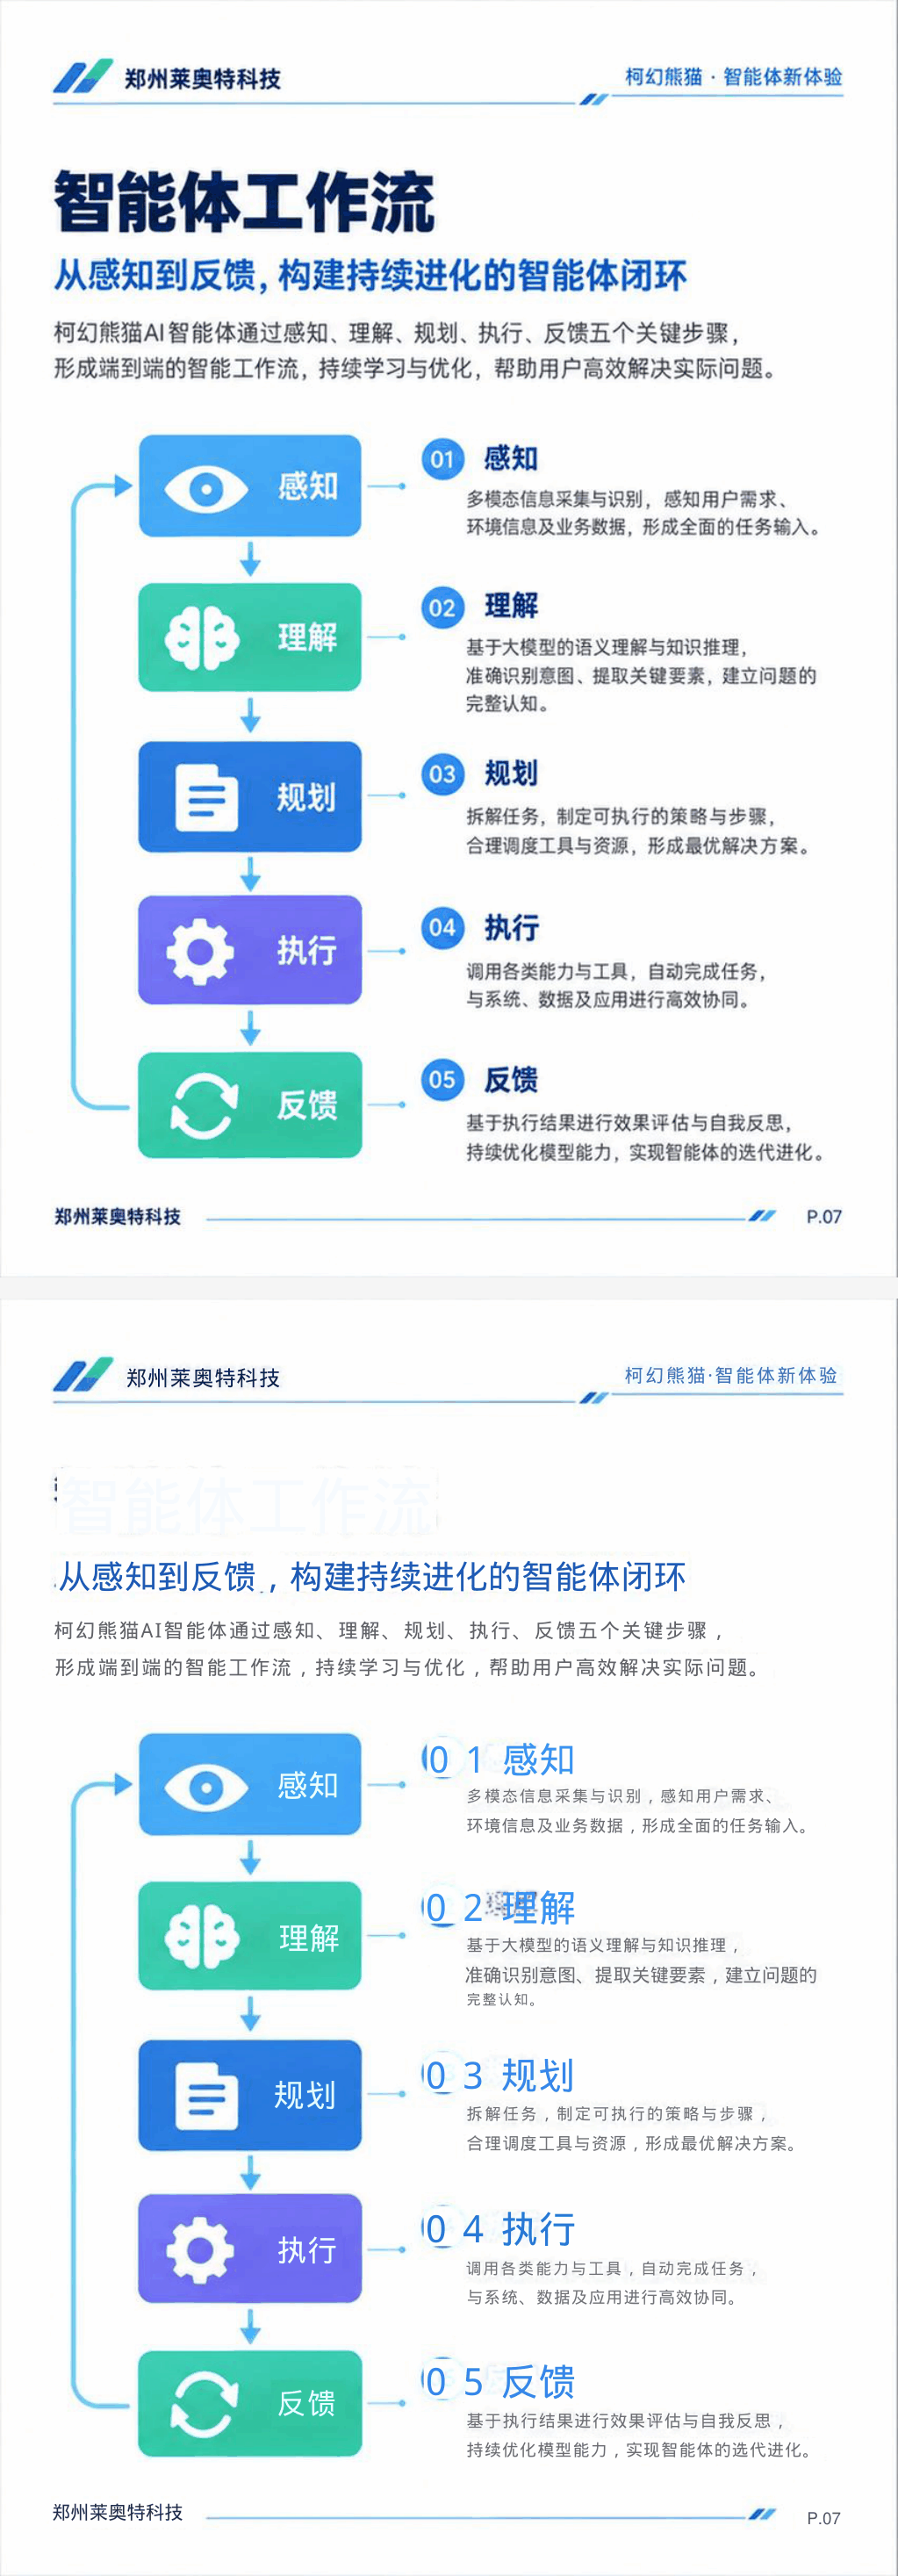 郑州莱奥特科技
柯幻熊猫 · 智能体新体验
智能体工作流
从感知到反馈，构建持续进化的智能体闭环
柯幻熊猫AI智能体通过感知、理解、规划、执行、反馈五个关键步骤，
形成端到端的智能工作流，持续学习与优化，帮助用户高效解决实际问题。
感知
01 感知
多模态信息采集与识别，感知用户需求、
环境信息及业务数据，形成全面的任务输入。
理解
02 理解
基于大模型的语义理解与知识推理，
准确识别意图、提取关键要素，建立问题的
完整认知。
规划
03 规划
拆解任务，制定可执行的策略与步骤，
合理调度工具与资源，形成最优解决方案。
执行
04 执行
调用各类能力与工具，自动完成任务，
与系统、数据及应用进行高效协同。
反馈
05 反馈
基于执行结果进行效果评估与自我反思，
持续优化模型能力，实现智能体的迭代进化。
郑州莱奥特科技
P.07
郑州莱奥特科技
柯幻熊猫·智能体新体验
智能体工作流
从感知到反馈，构建持续进化的智能体闭环
柯幻熊猫AI智能体通过感知、理解、规划、执行、反馈五个关键步骤，
形成端到端的智能工作流，持续学习与优化，帮助用户高效解决实际问题。
感知
01 感知
多模态信息采集与识别，感知用户需求、
环境信息及业务数据，形成全面的任务输入。
理解
02 理解
基于大模型的语义理解与知识推理，
准确识别意图、提取关键要素，建立问题的
完整认知。
规划
03 规划
拆解任务，制定可执行的策略与步骤，
合理调度工具与资源，形成最优解决方案。
执行
04 执行
调用各类能力与工具，自动完成任务，
与系统、数据及应用进行高效协同。
反馈
05 反馈
基于执行结果进行效果评估与自我反思，
持续优化模型能力，实现智能体的迭代进化。
郑州莱奥特科技
P.07